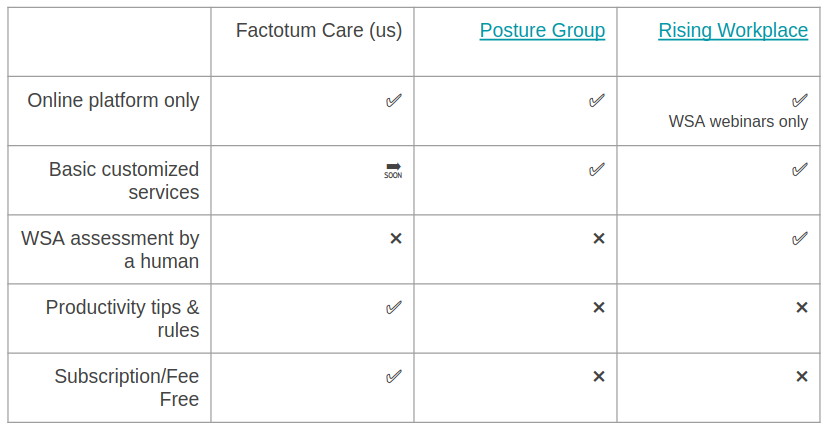 Factotum Care (us) Posture Group Rising Workplace
Online platform only ✅ ✅ ✅
WSA webinars only
Basic customized
services 🔜 ✅ ✅
WSA assessment by
a human ❌ ❌ ✅
Productivity tips &
rules ✅ ❌ ❌
Subscription/Fee
Free ✅ ❌ ❌